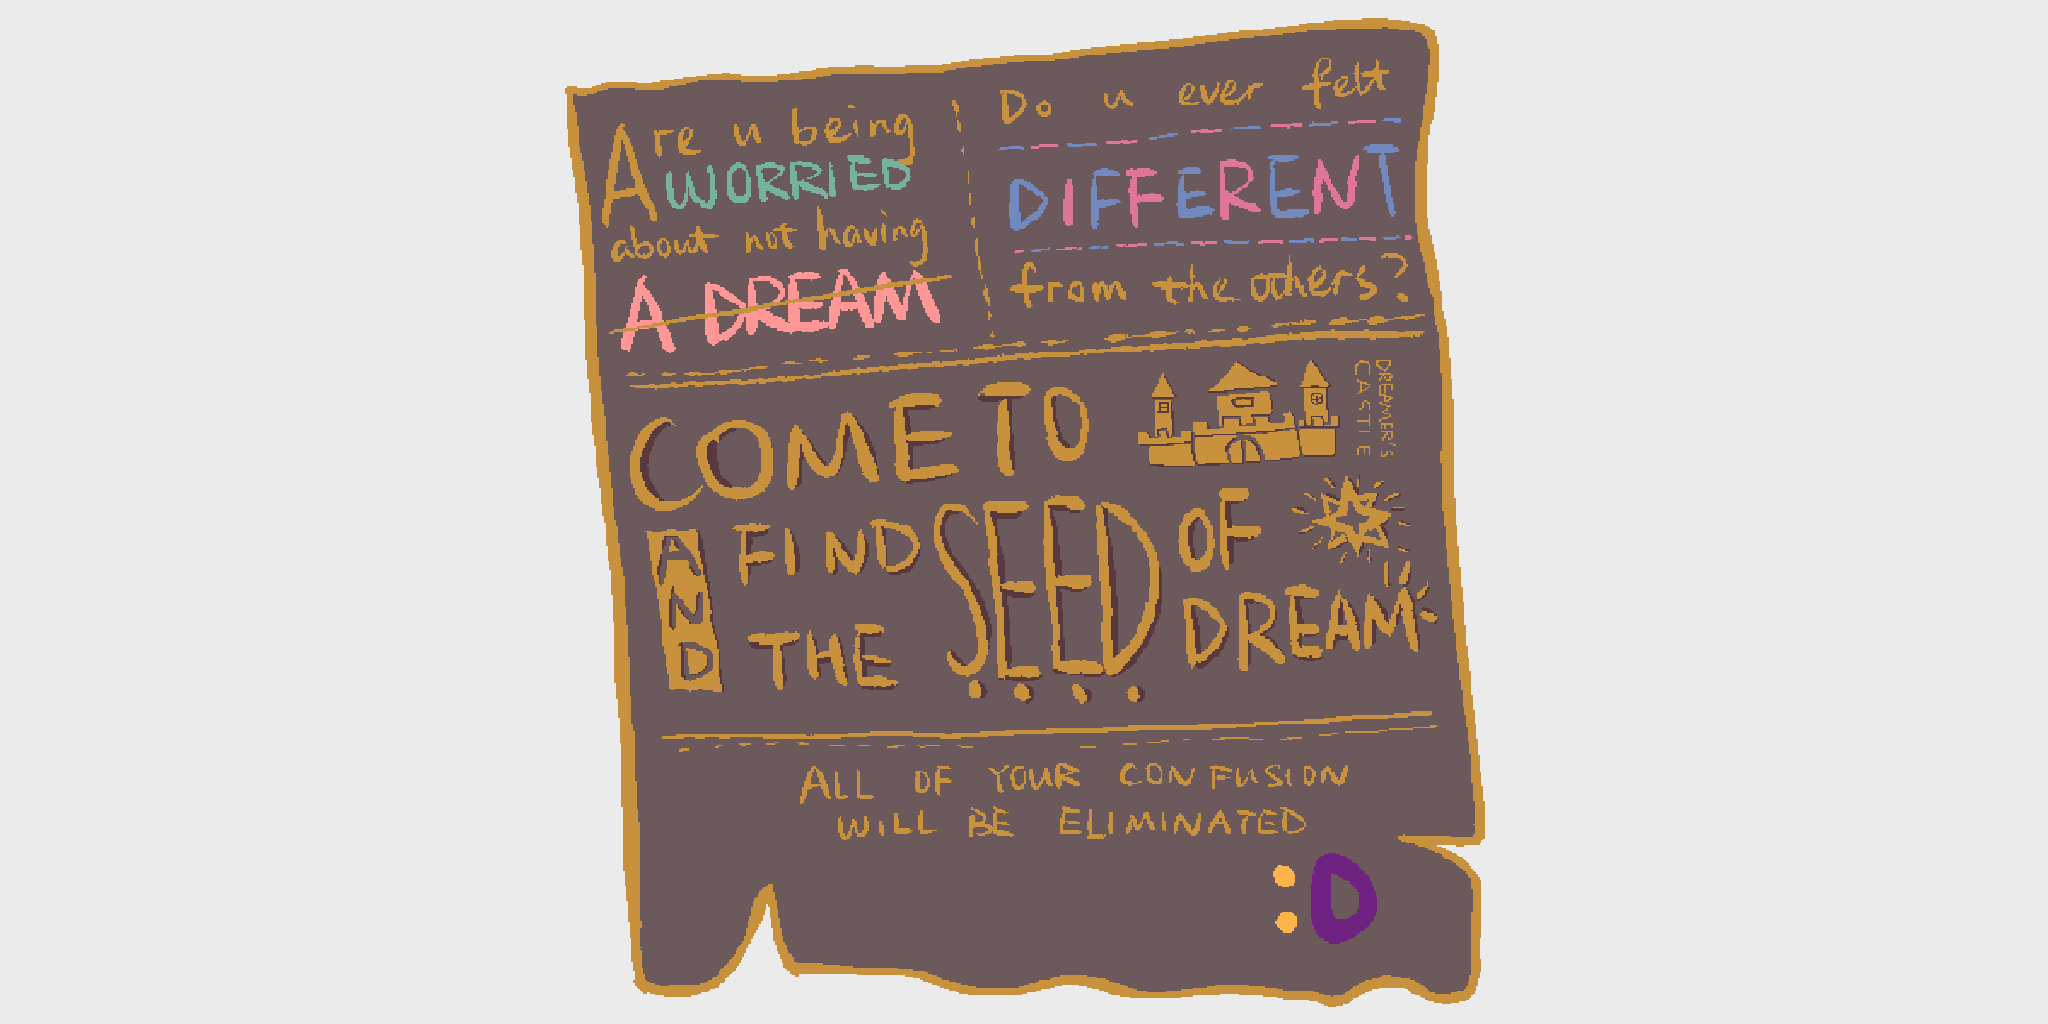 Are u being
WORRIED
about not having
A DREAM
Do u ever felt
DIFFERENT
from the others?
COME TO
DREAMER'S
CASTLE
AND
FIND
THE
SEED
OF
DREAM
ALL OF YOUR CONFUSION
WILL BE ELIMINATED
:D